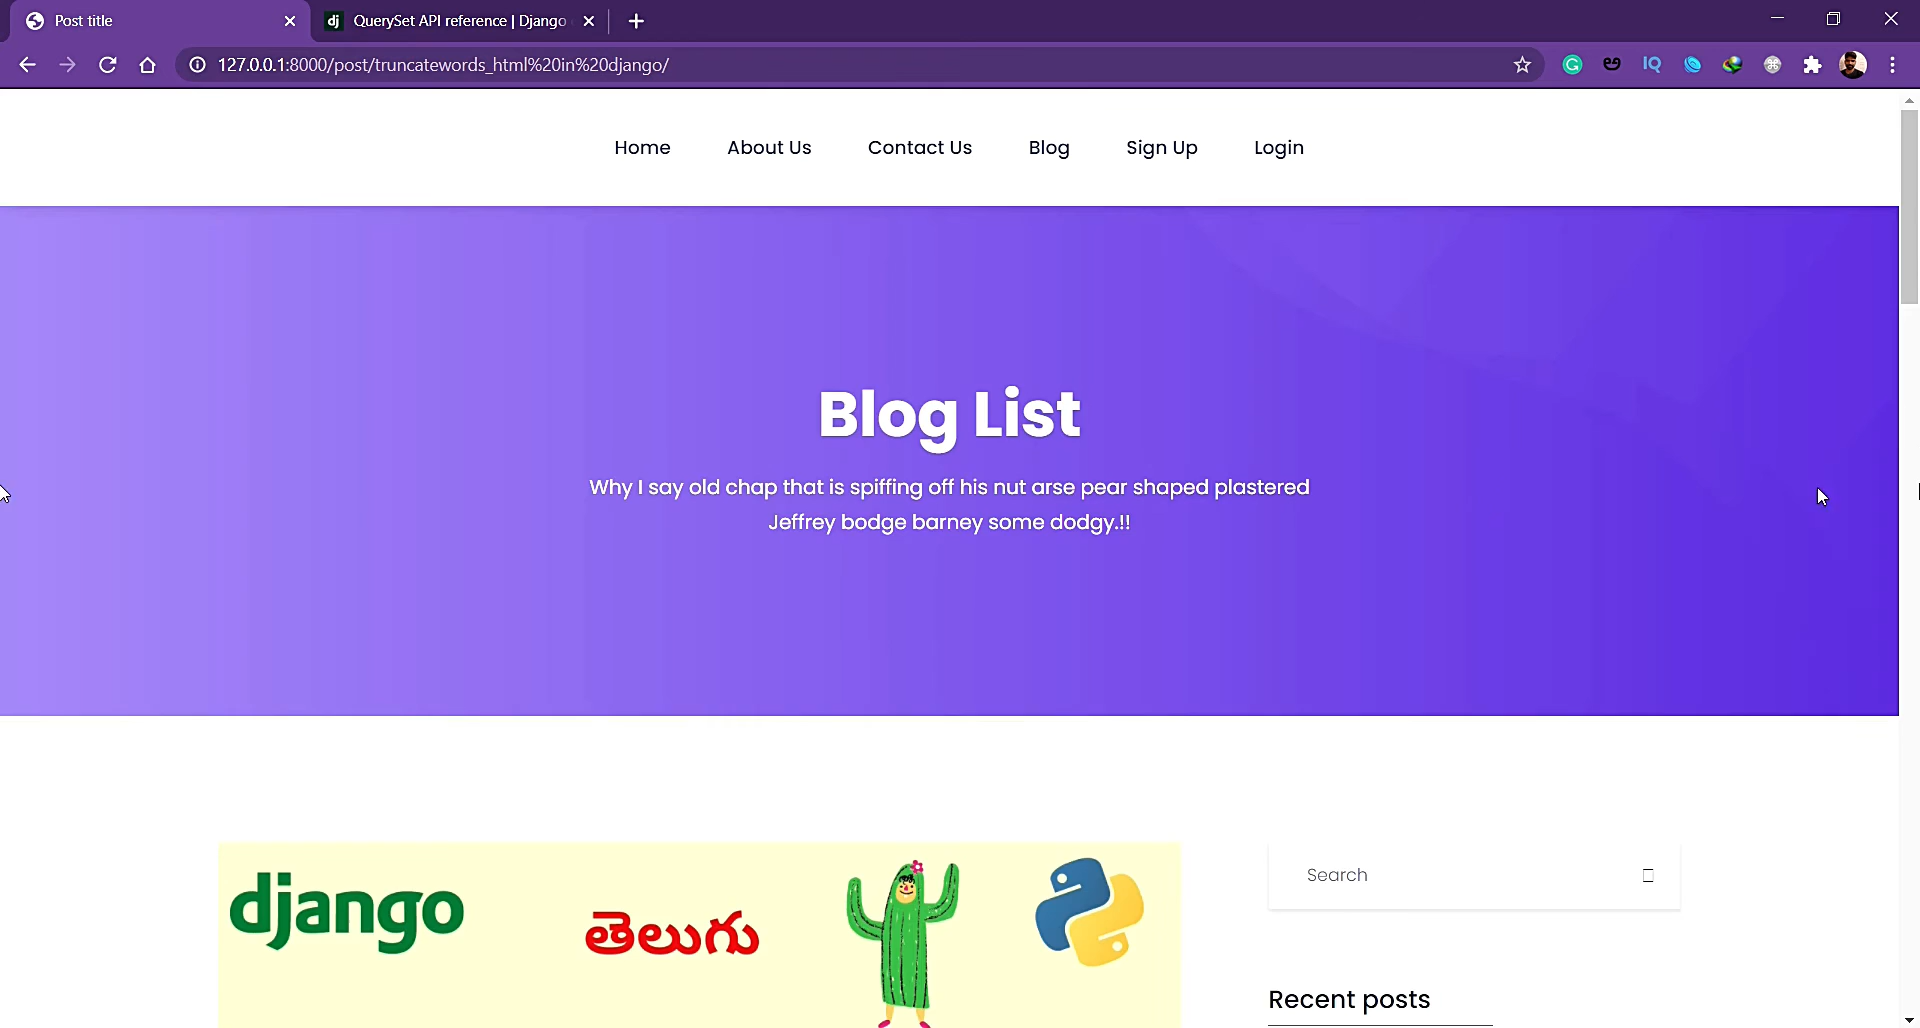 Post title
QuerySet API reference | Django
127.0.0.1:8000/post/truncatewords_html%20in%20django/
Home About Us Contact Us Blog Sign Up Login
Blog List
Why I say old chap that is spiffing off his nut arse pear shaped plastered
Jeffrey bodge barney some dodgy.!!
django
తెలుగు
Search
Recent posts